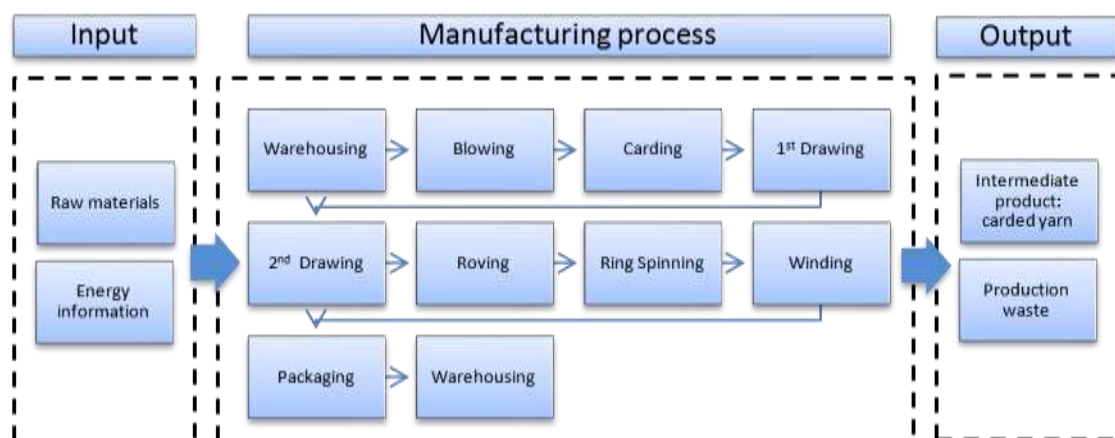 Input
Manufacturing process
Output
Warehousing
Blowing
Carding
1st Drawing
Raw materials
Energy
information
2nd Drawing
Roving
Ring Spinning
Winding
Packaging
Warehousing
Intermediate
product:
carded yarn
Production
waste